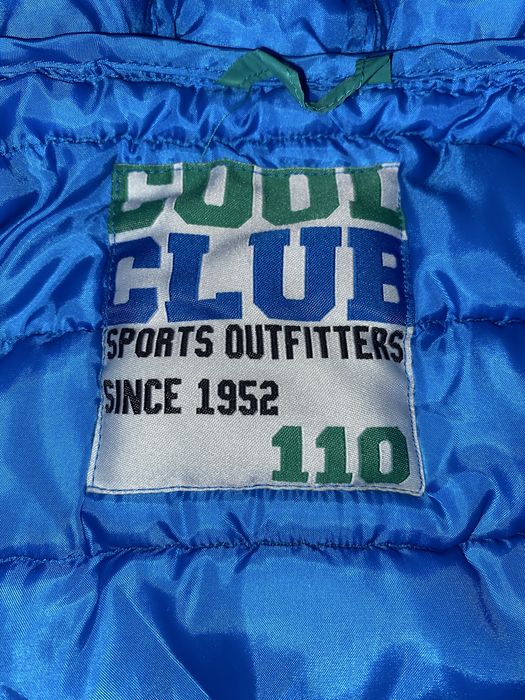 COOL
CLUB
SPORTS OUTFITTERS
SINCE 1952
110